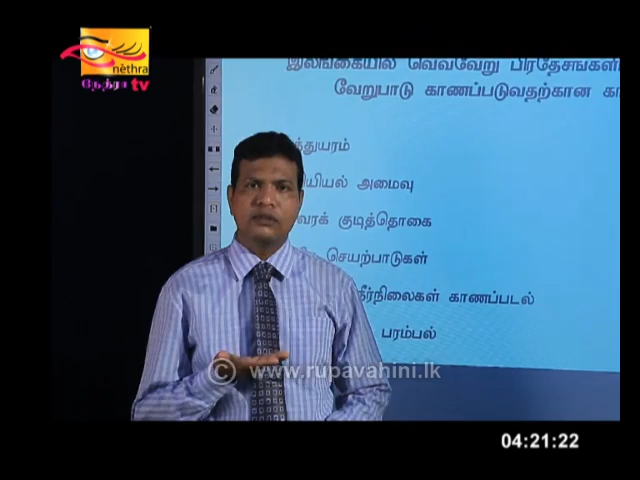 nēthra
நேத்ரா tv
இலங்கையில் வெவ்வேறு பிரதேசங்களி
வேறுபாடு காணப்படுவதற்கான கா
த்துயரம்
யியல் அமைவு
வரக் குடித்தொகை
செயற்பாடுகள்
நீர்நிலைகள் காணப்படல்
பரம்பல்
© www.rupavahini.lk
04:21:22